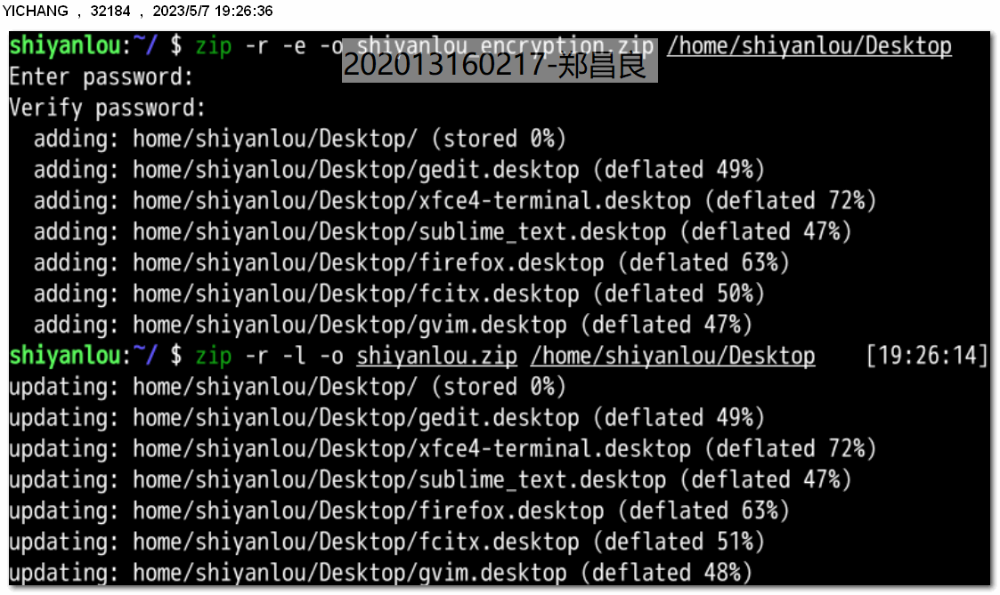 YICHANG , 32184 , 2023/5/7 19:26:36
shiyanlou:~/ $ zip -r -e -o shiyanlou_encryption.zip /home/shiyanlou/Desktop
202013160217-郑昌良
Enter password:
Verify password:
  adding: home/shiyanlou/Desktop/ (stored 0%)
  adding: home/shiyanlou/Desktop/gedit.desktop (deflated 49%)
  adding: home/shiyanlou/Desktop/xfce4-terminal.desktop (deflated 72%)
  adding: home/shiyanlou/Desktop/sublime_text.desktop (deflated 47%)
  adding: home/shiyanlou/Desktop/firefox.desktop (deflated 63%)
  adding: home/shiyanlou/Desktop/fcitx.desktop (deflated 50%)
  adding: home/shiyanlou/Desktop/gvim.desktop (deflated 47%)
shiyanlou:~/ $ zip -r -l -o shiyanlou.zip /home/shiyanlou/Desktop [19:26:14]
updating: home/shiyanlou/Desktop/ (stored 0%)
updating: home/shiyanlou/Desktop/gedit.desktop (deflated 49%)
updating: home/shiyanlou/Desktop/xfce4-terminal.desktop (deflated 72%)
updating: home/shiyanlou/Desktop/sublime_text.desktop (deflated 47%)
updating: home/shiyanlou/Desktop/firefox.desktop (deflated 63%)
updating: home/shiyanlou/Desktop/fcitx.desktop (deflated 51%)
updating: home/shiyanlou/Desktop/gvim.desktop (deflated 48%)